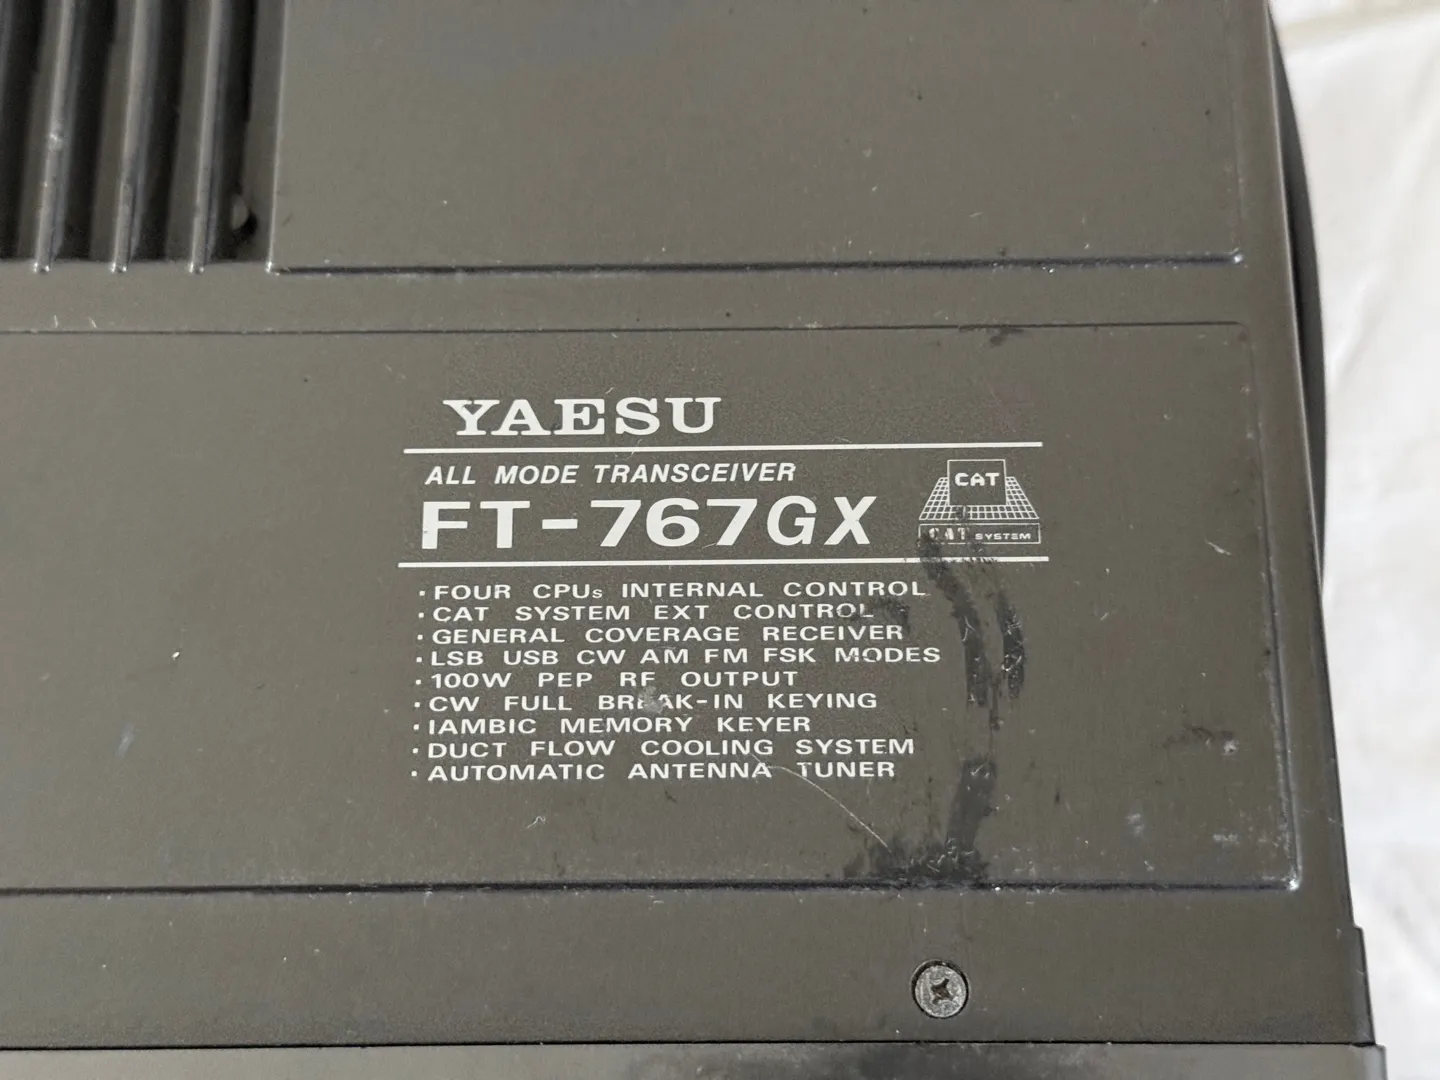 YAESU
ALL MODE TRANSCEIVER
FT-767GX
CAT
CAT SYSTEM
· FOUR CPUs INTERNAL CONTROL
· CAT SYSTEM EXT CONTROL
· GENERAL COVERAGE RECEIVER
· LSB USB CW AM FM FSK MODES
· 100W PEP RF OUTPUT
· CW FULL BREAK-IN KEYING
· IAMBIC MEMORY KEYER
· DUCT FLOW COOLING SYSTEM
· AUTOMATIC ANTENNA TUNER